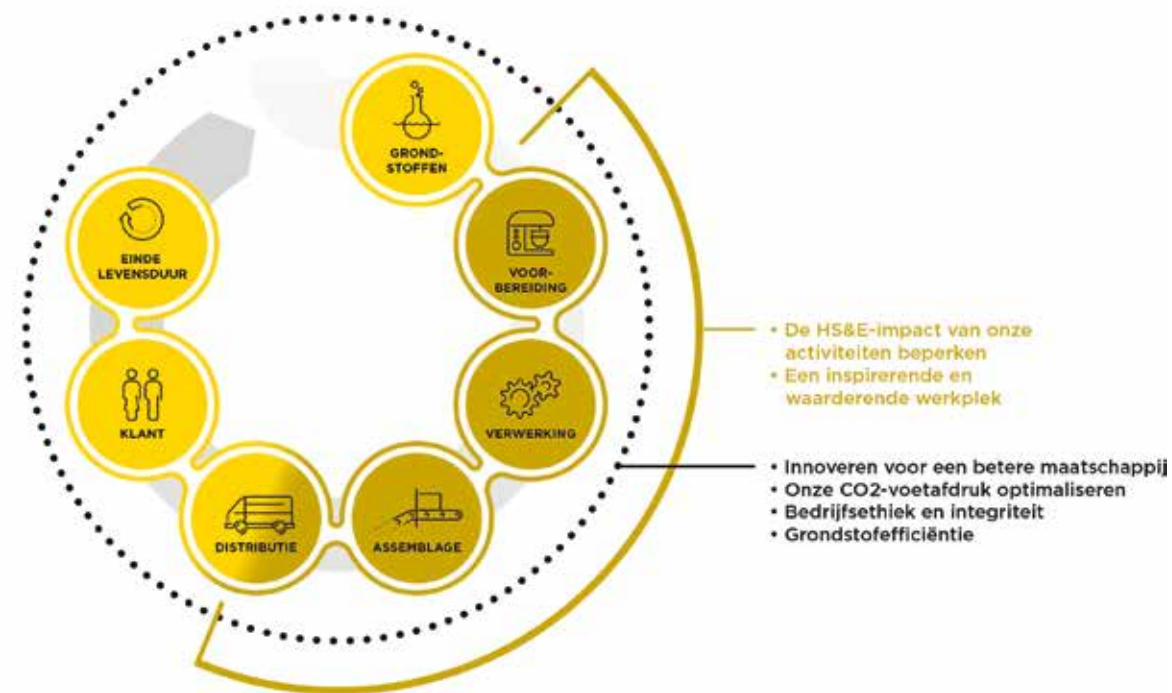 GROND-
STOFFEN
VOOR-
BEREIDING
VERWERKING
ASSEMBLAGE
DISTRIBUTIE
KLANT
EINDE
LEVENSDUUR
• De HS&E-impact van onze
activiteiten beperken
• Een inspirerende en
waarderende werkplek
• Innoveren voor een betere maatschappij
• Onze CO2-voetafdruk optimaliseren
• Bedrijfsethiek en integriteit
• Grondstofefficiëntie